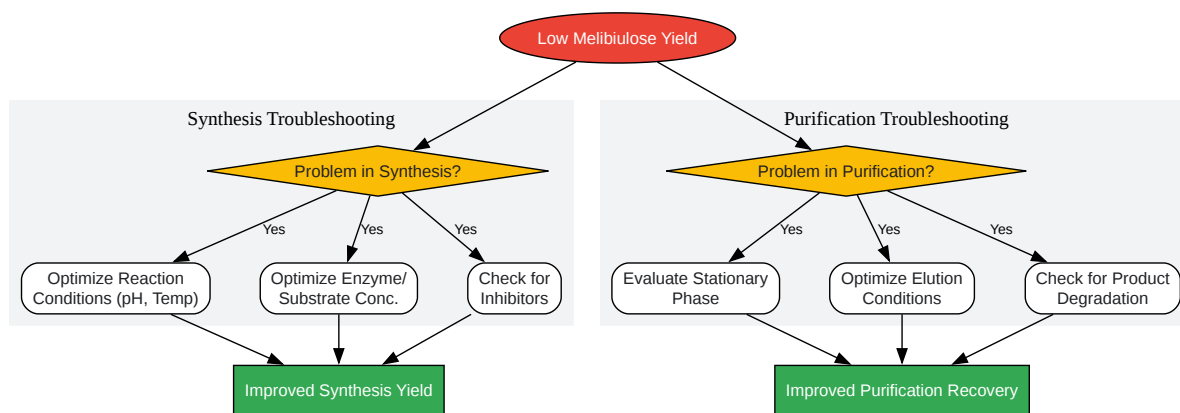 Low Melibiulose Yield
Synthesis Troubleshooting
Purification Troubleshooting
Problem in Synthesis?
Problem in Purification?
Yes
Yes
Yes
Yes
Yes
Yes
Optimize Reaction
Conditions (pH, Temp)
Optimize Enzyme/
Substrate Conc.
Check for
Inhibitors
Evaluate Stationary
Phase
Optimize Elution
Conditions
Check for Product
Degradation
Improved Synthesis Yield
Improved Purification Recovery